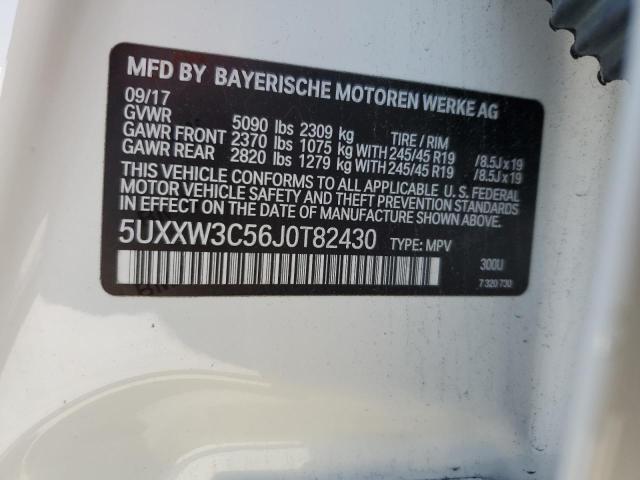 MFD BY BAYERISCHE MOTOREN WERKE AG
09/17
GVWR 5090 lbs 2309 kg TIRE / RIM
GAWR FRONT 2370 lbs 1075 kg WITH 245/45 R19 /8.5J x 19
GAWR REAR 2820 lbs 1279 kg WITH 245/45 R19 /8.5J x 19
THIS VEHICLE CONFORMS TO ALL APPLICABLE U. S. FEDERAL
MOTOR VEHICLE SAFETY AND THEFT PREVENTION STANDARDS
IN EFFECT ON THE DATE OF MANUFACTURE SHOWN ABOVE.
5UXXW3C56J0T82430 TYPE: MPV
300U
7 320 730